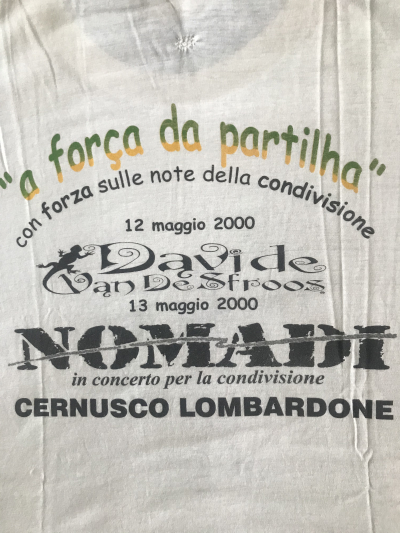 "a força da partilha"
con forza sulle note della condivisione
12 maggio 2000
Davide
Van De Sfroos
13 maggio 2000
NOMADI
in concerto per la condivisione
CERNUSCO LOMBARDONE